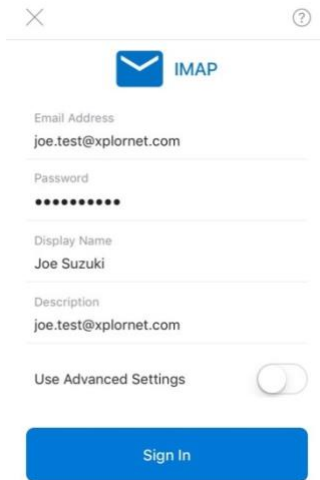 IMAP
Email Address
joe.test@xplornet.com
Password
••••••••••
Display Name
Joe Suzuki
Description
joe.test@xplornet.com
Use Advanced Settings
Sign In